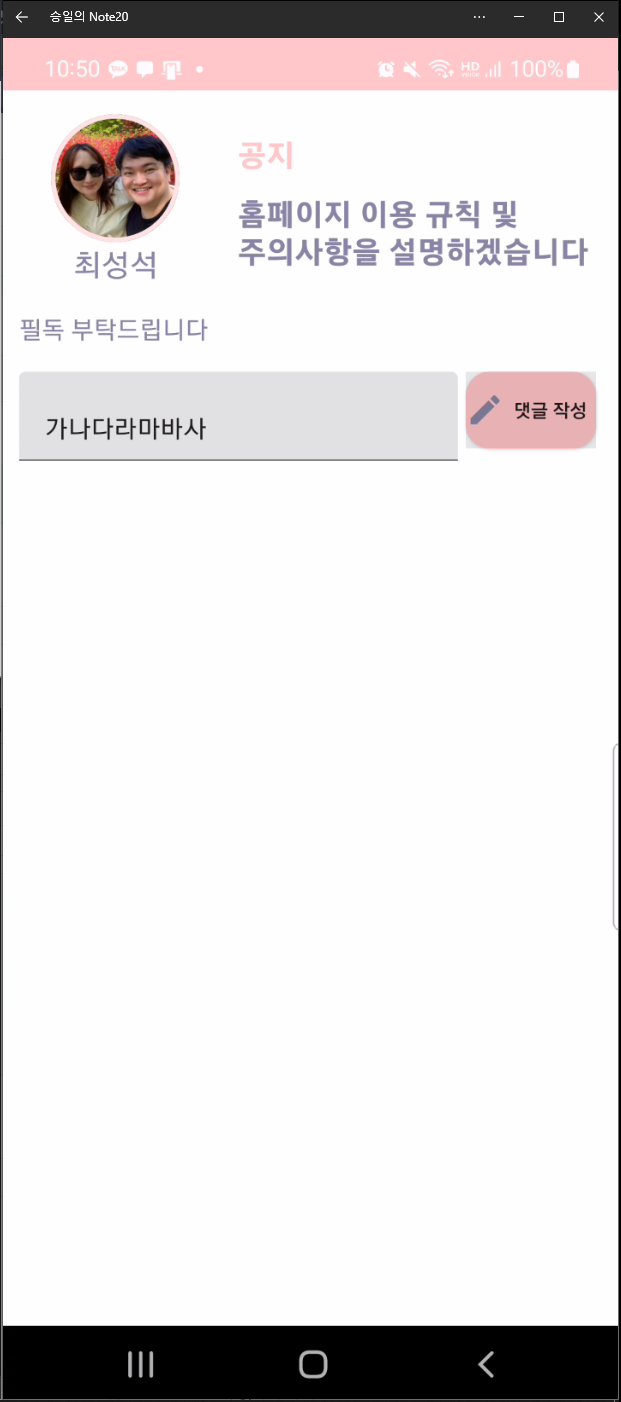 승일의 Note20
10:50 100%
공지
홈페이지 이용 규칙 및
주의사항을 설명하겠습니다
최성석
필독 부탁드립니다
가나다라마바사
댓글 작성